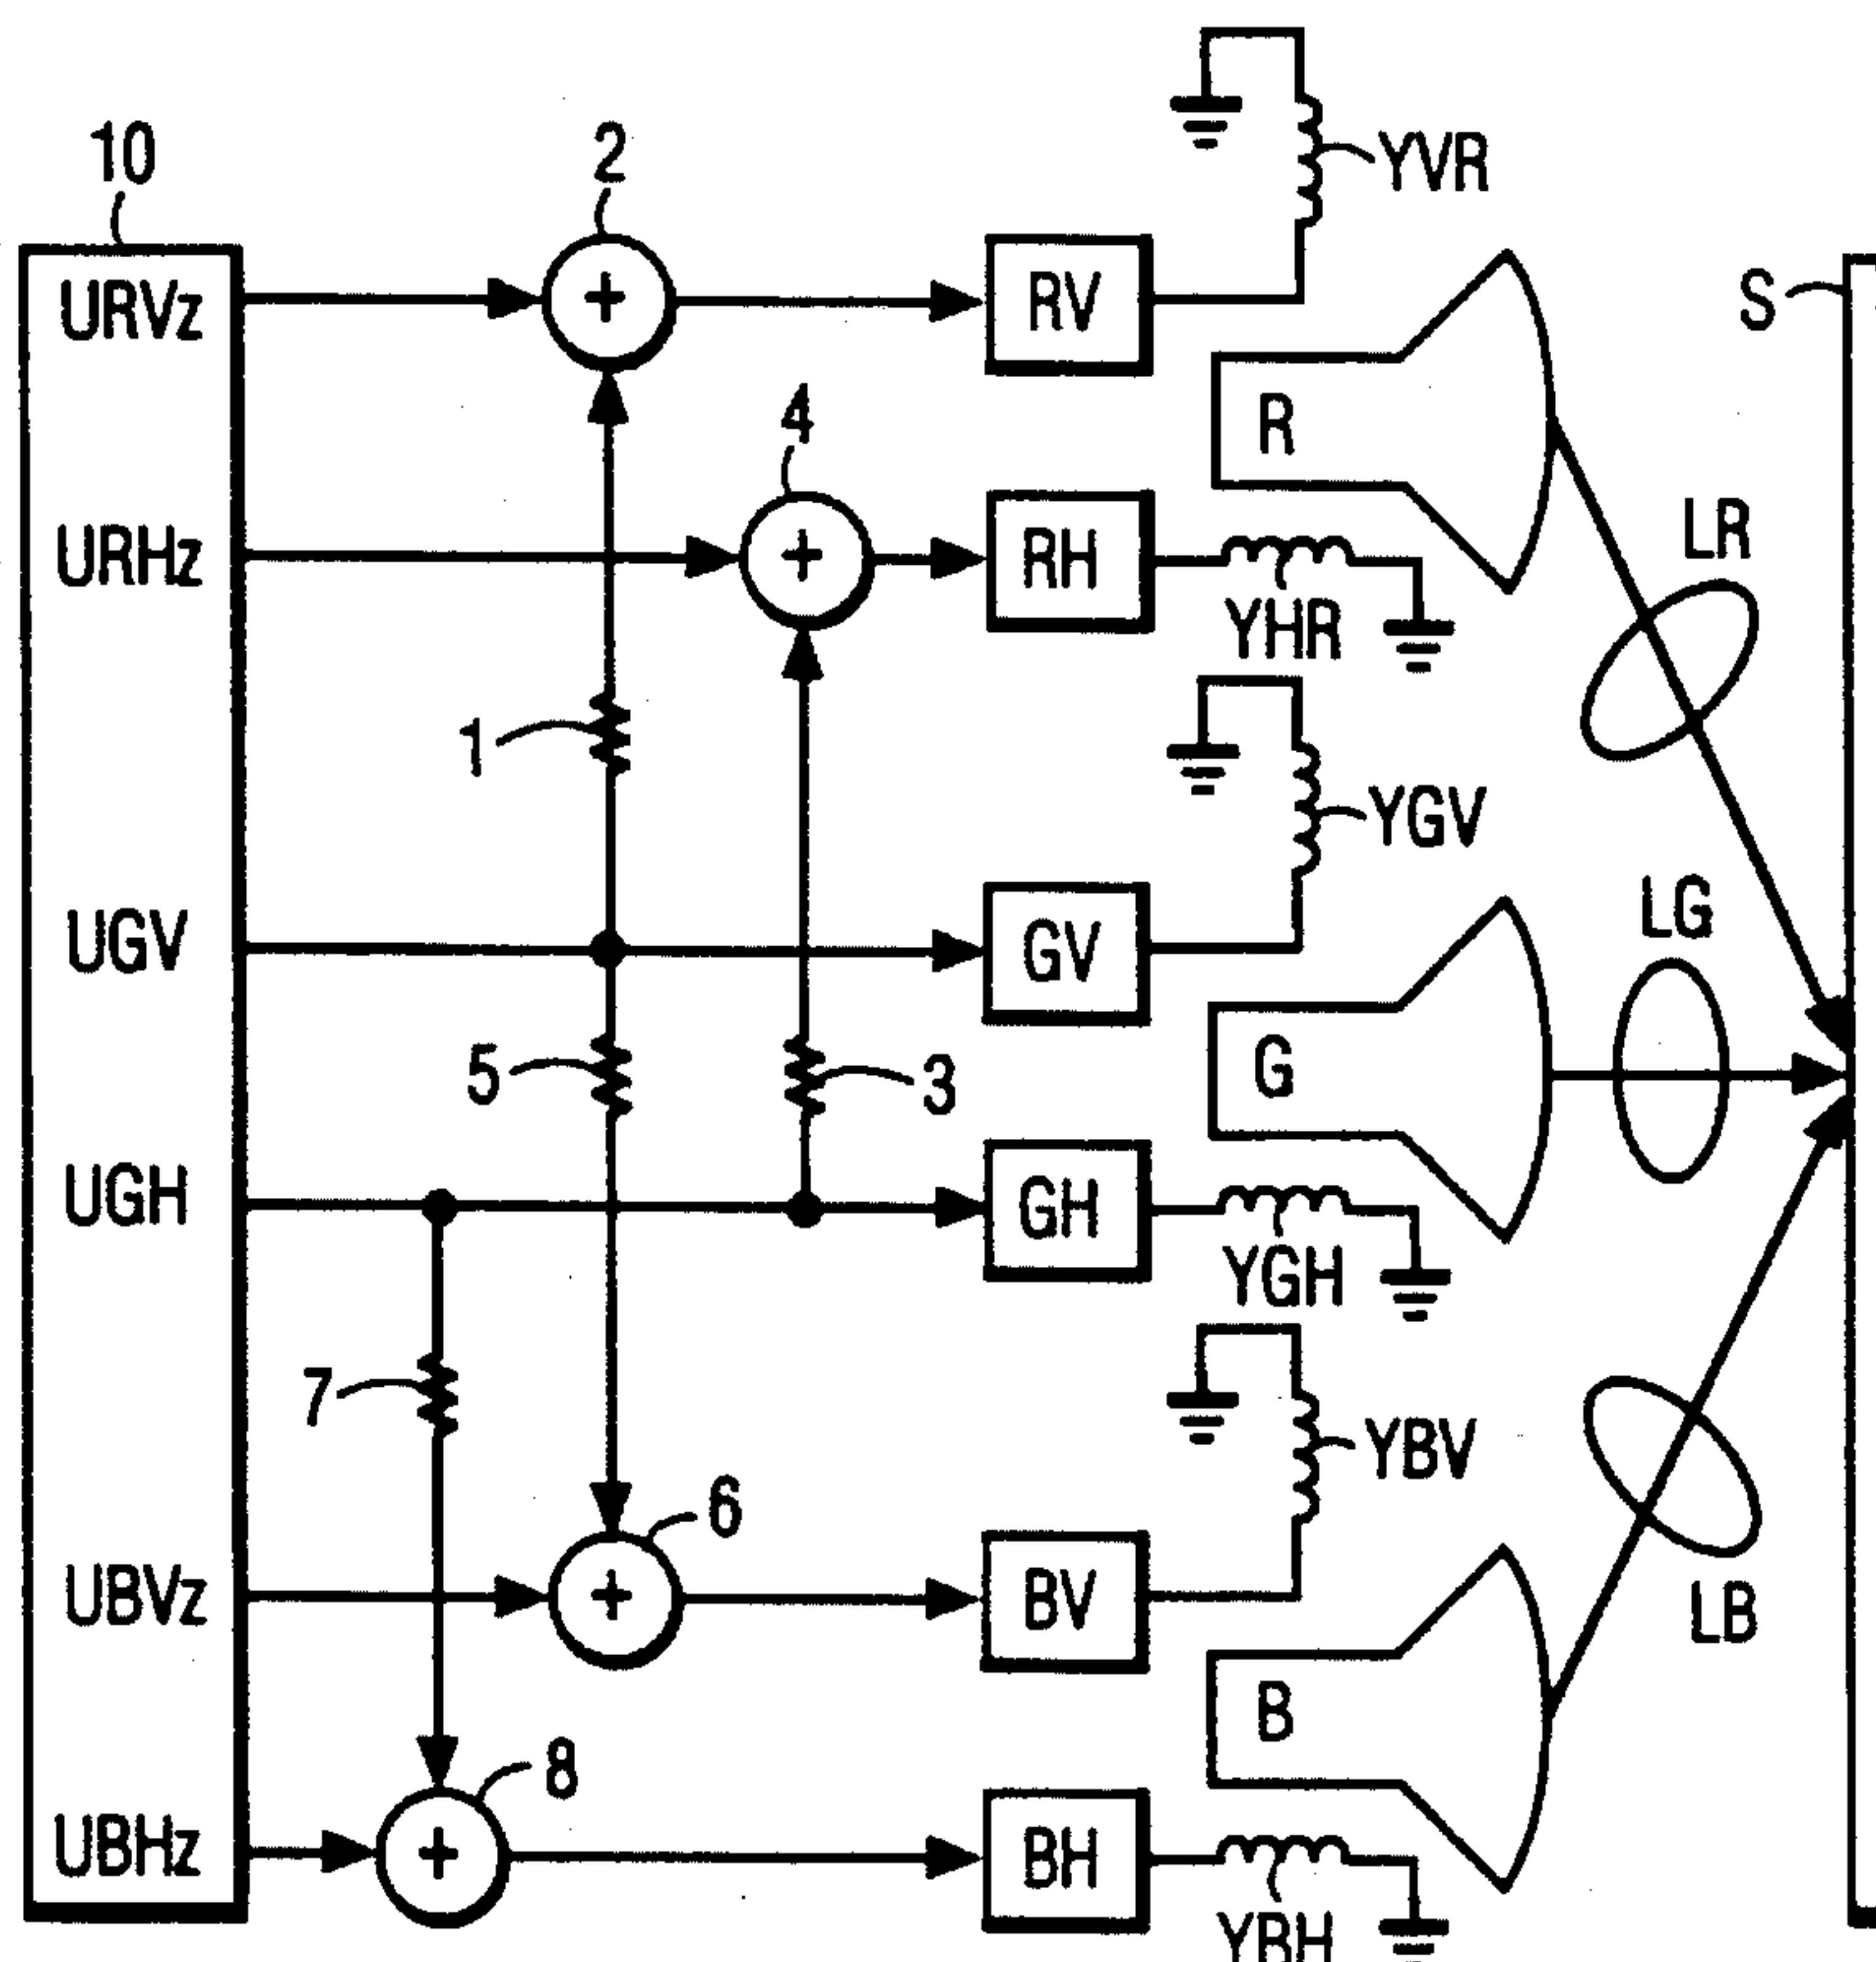 10
2
YVR
URVz
+
RV
S
4
R
URHz
+
RH
LR
YHR
1
YGV
UGV
GV
LG
5
3
G
UGH
GH
YGH
7
YBV
6
UBVz
+
BV
LB
B
8
UBHz
+
BH
YBH